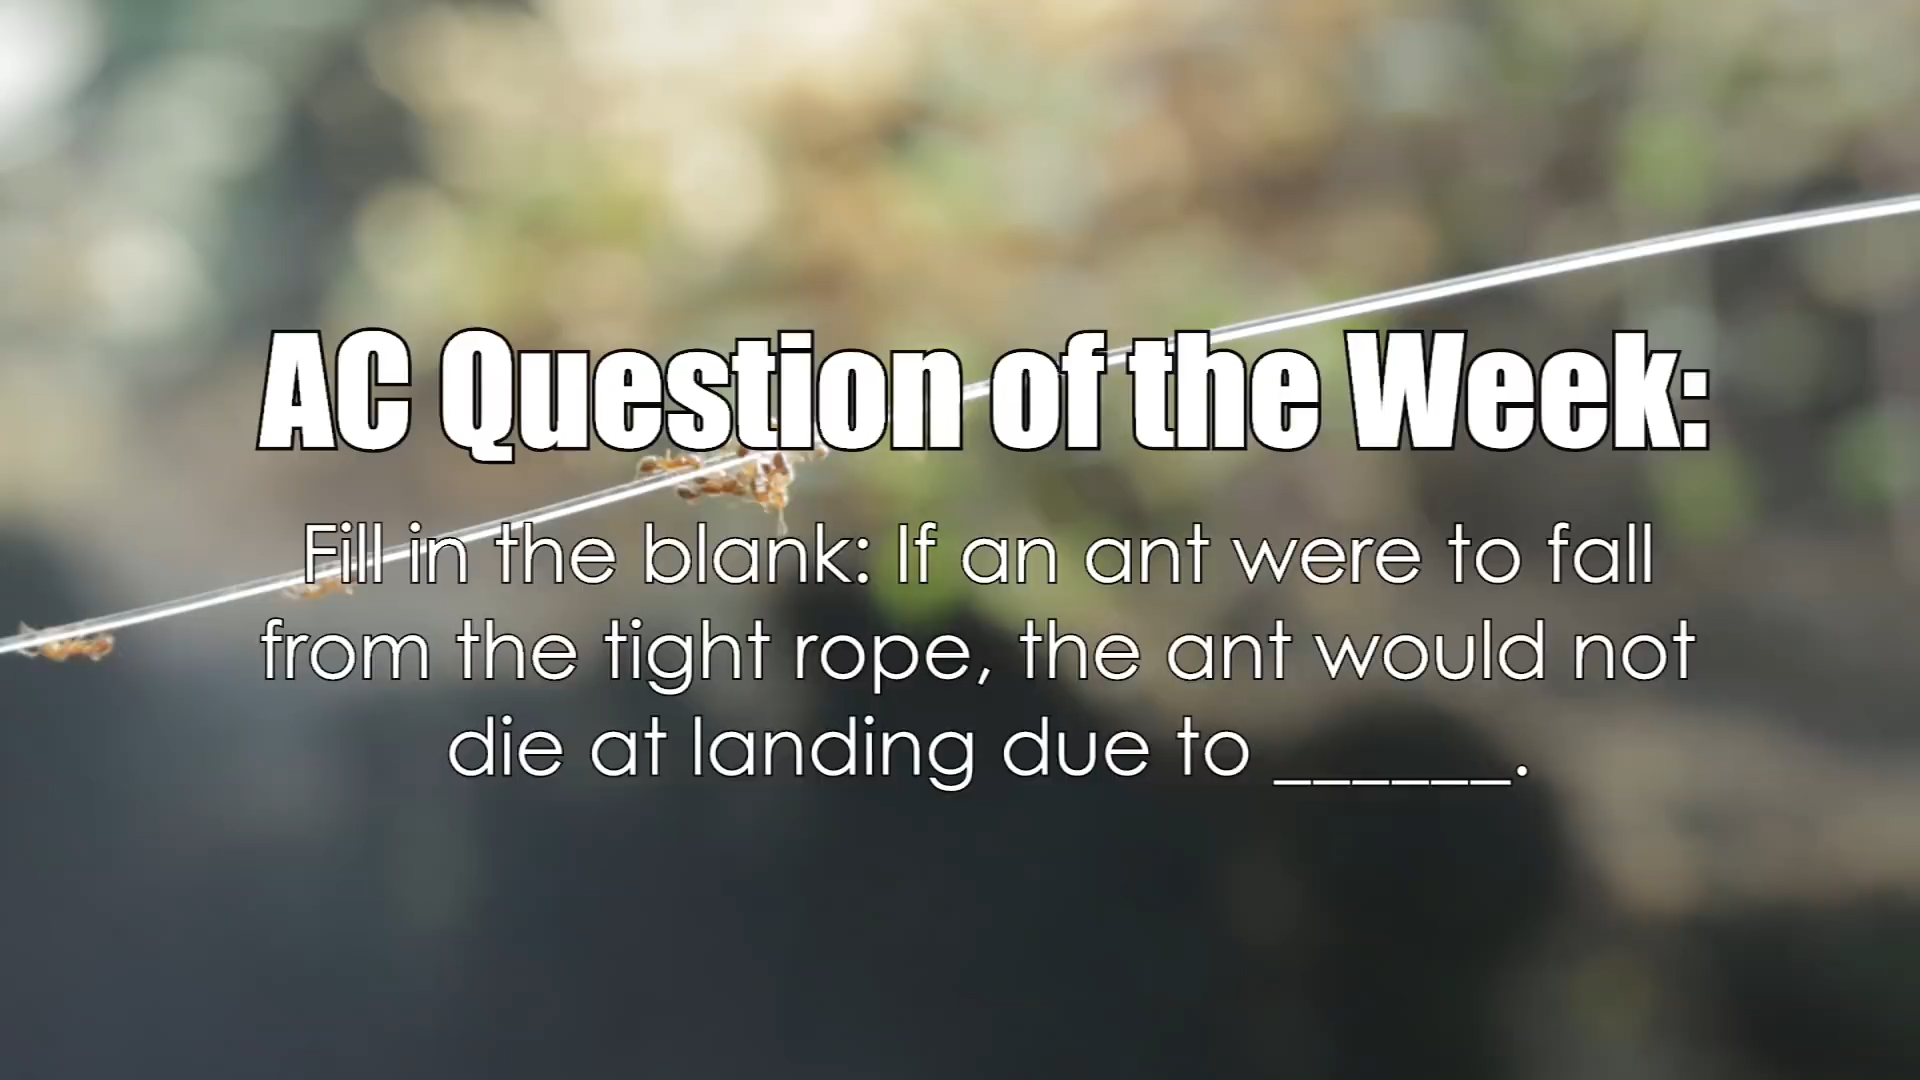 AC Question of the Week:
Fill in the blank: If an ant were to fall
from the tight rope, the ant would not
die at landing due to ______.